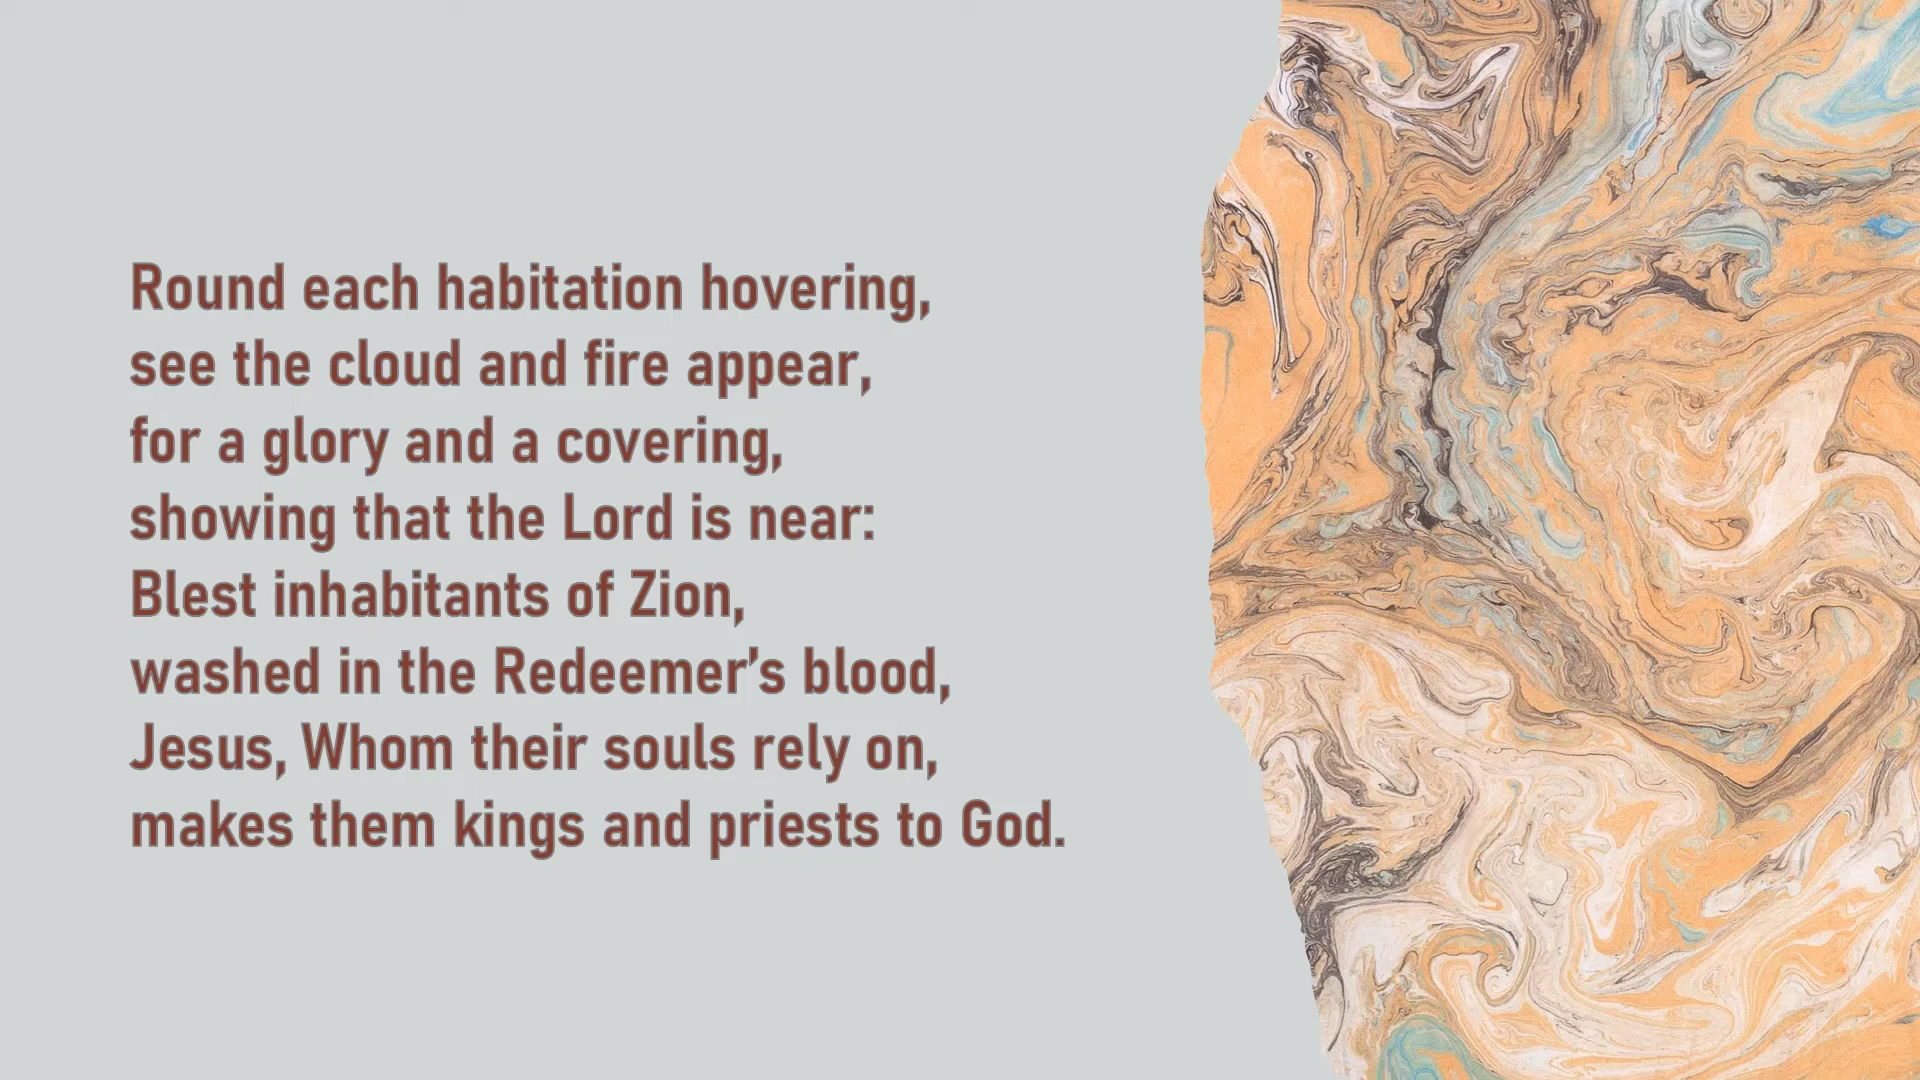 Round each habitation hovering,
see the cloud and fire appear,
for a glory and a covering,
showing that the Lord is near:
Blest inhabitants of Zion,
washed in the Redeemer’s blood,
Jesus, Whom their souls rely on,
makes them kings and priests to God.